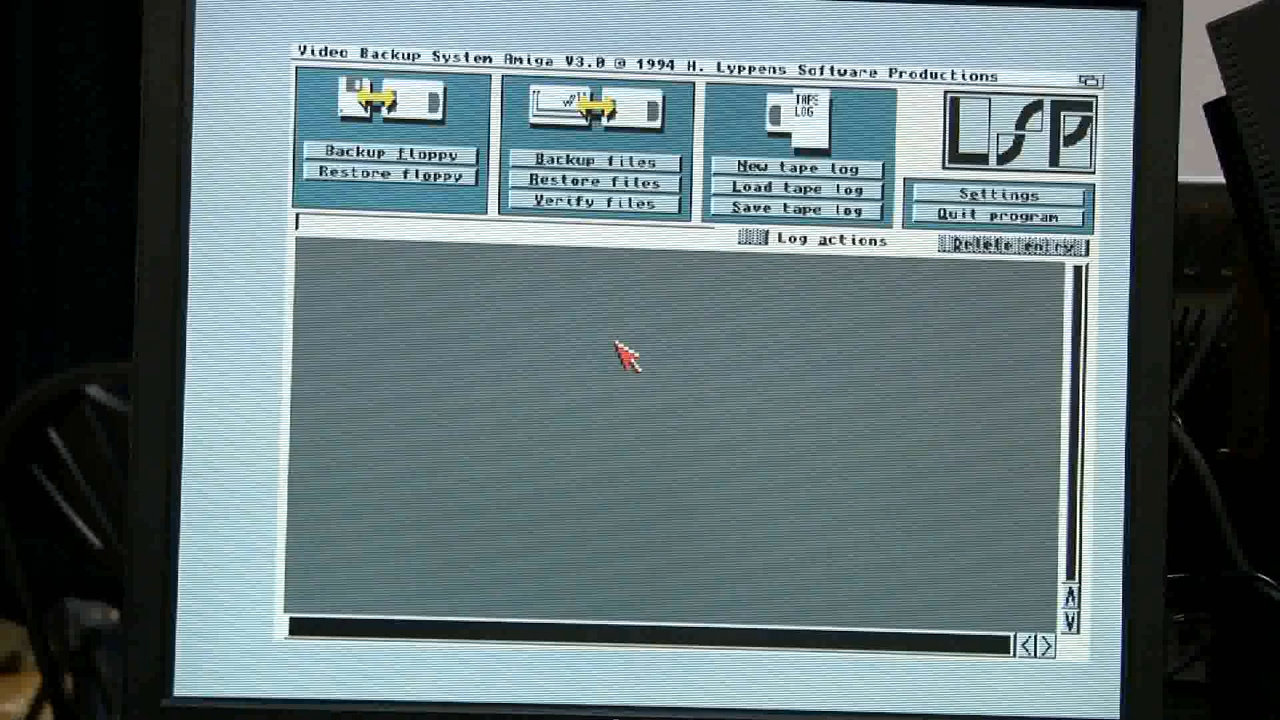 Video Backup System Amiga V3.0 © 1994 H. Lyppens Software Productions
TAPE
LOG
LSP
Backup floppy
Restore floppy
Backup files
Restore files
Verify files
New tape log
Load tape log
Save tape log
Settings
Quit program
Log actions
Delete entry